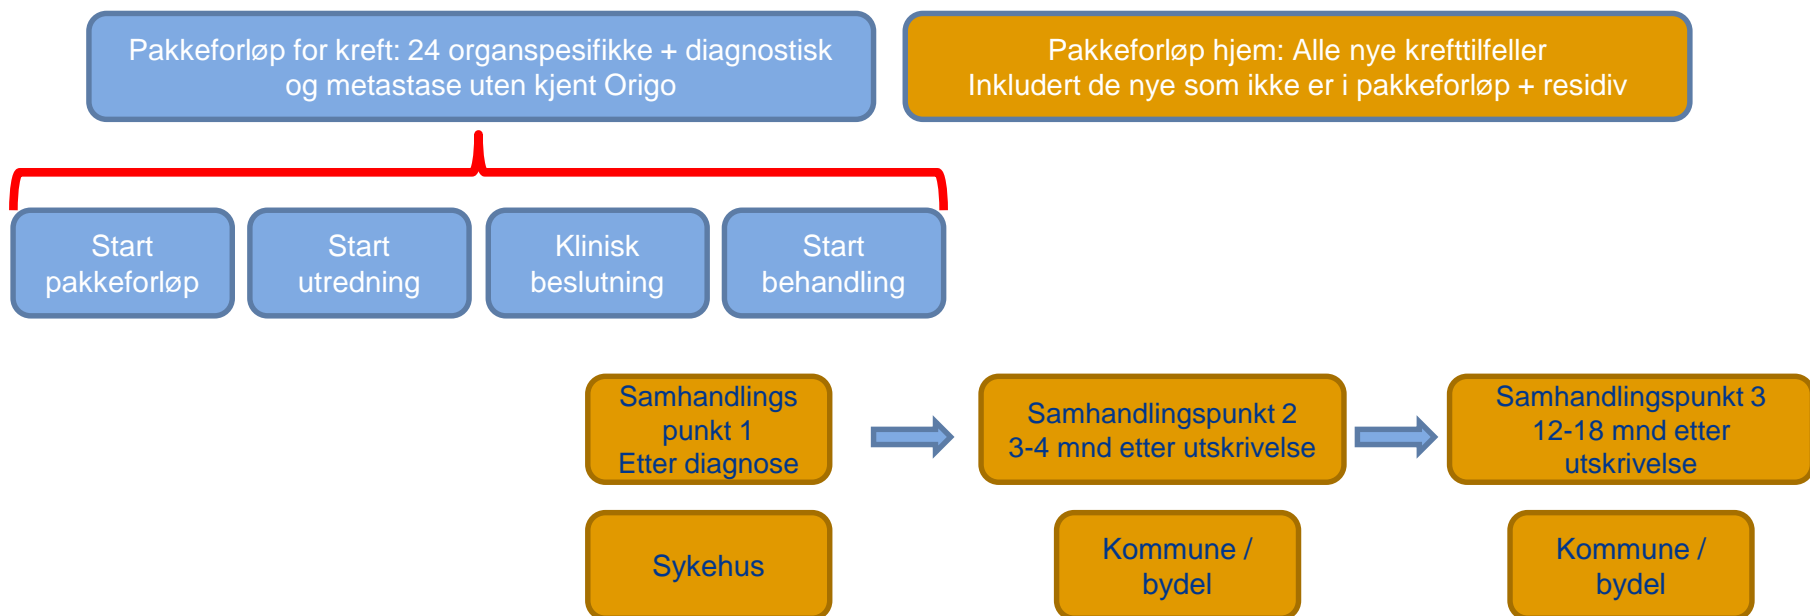 Pakkeforløp for kreft: 24 organspesifikke + diagnostisk
og metastase uten kjent Origo
Pakkeforløp hjem: Alle nye krefttilfeller
Inkludert de nye som ikke er i pakkeforløp + residiv
Start
pakkeforløp
Start
utredning
Klinisk
beslutning
Start
behandling
Samhandlings
punkt 1
Etter diagnose
Samhandlingspunkt 2
3-4 mnd etter utskrivelse
Samhandlingspunkt 3
12-18 mnd etter
utskrivelse
Sykehus
Kommune /
bydel
Kommune /
bydel